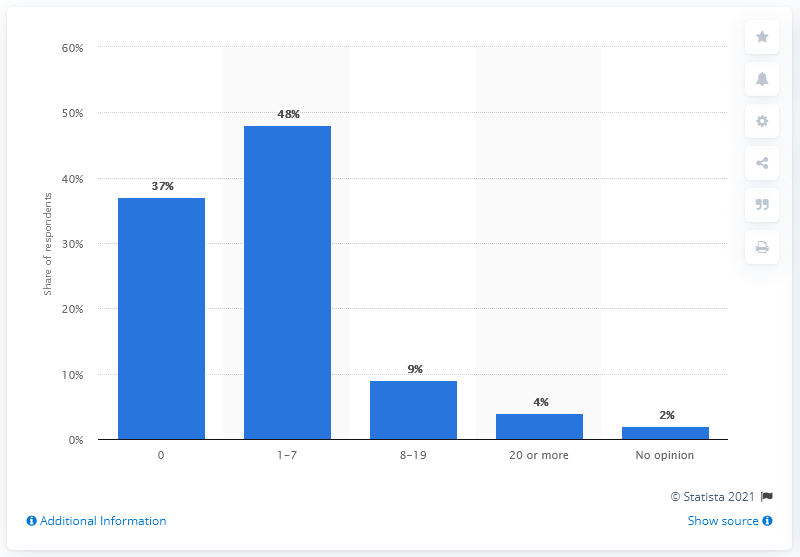 60%
50%
40%
30%
20%
10%
0%
Share of respondents
37%
48%
9%
4%
2%
0
1–7
8–19
20 or more
No opinion
© Statista 2021
Additional Information
Show source